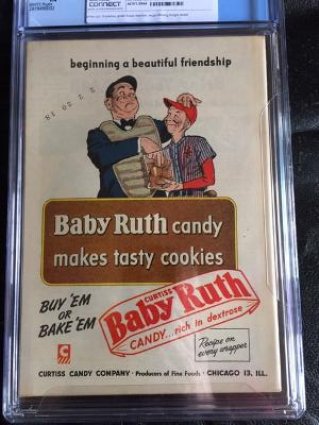 connect
beginning a beautiful friendship
Baby Ruth candy
makes tasty cookies
BUY 'EM
OR
BAKE 'EM
CURTISS
Baby Ruth
CANDY.. rich in dextrose
Recipe on
every wrapper
C
CURTISS CANDY COMPANY · Producers of Fine Foods · CHICAGO 13, ILL.